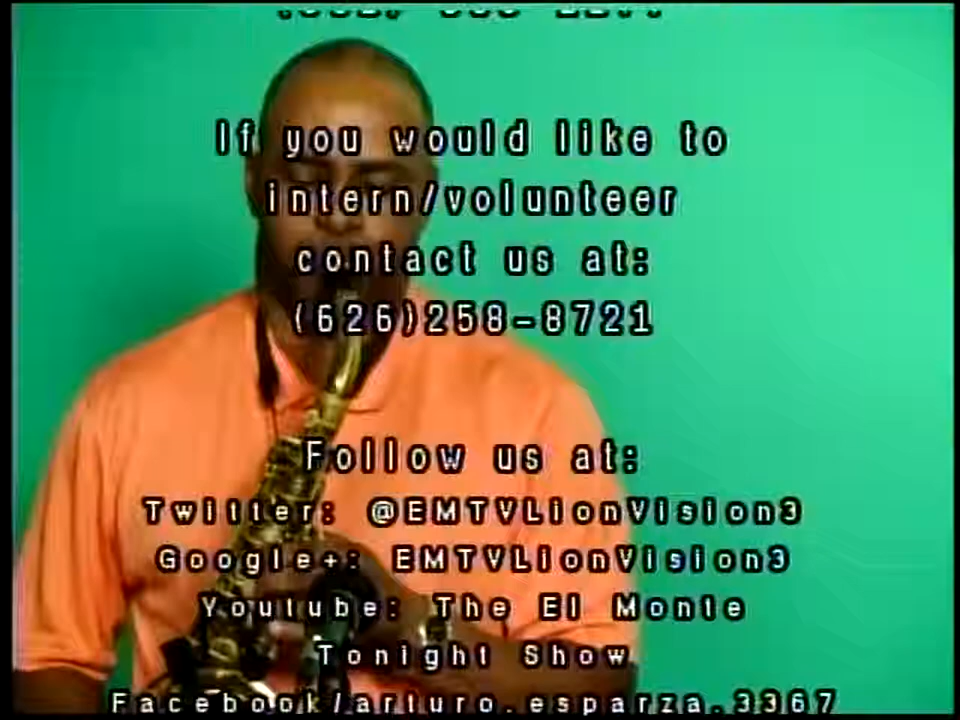 If you would like to
intern/volunteer
contact us at:
(626)258-8721
Follow us at:
Twitter: @EMTVLionVision3
Google+: EMTVLionVision3
Youtube: The El Monte
Tonight Show
Facebook/arturo.esparza.3367